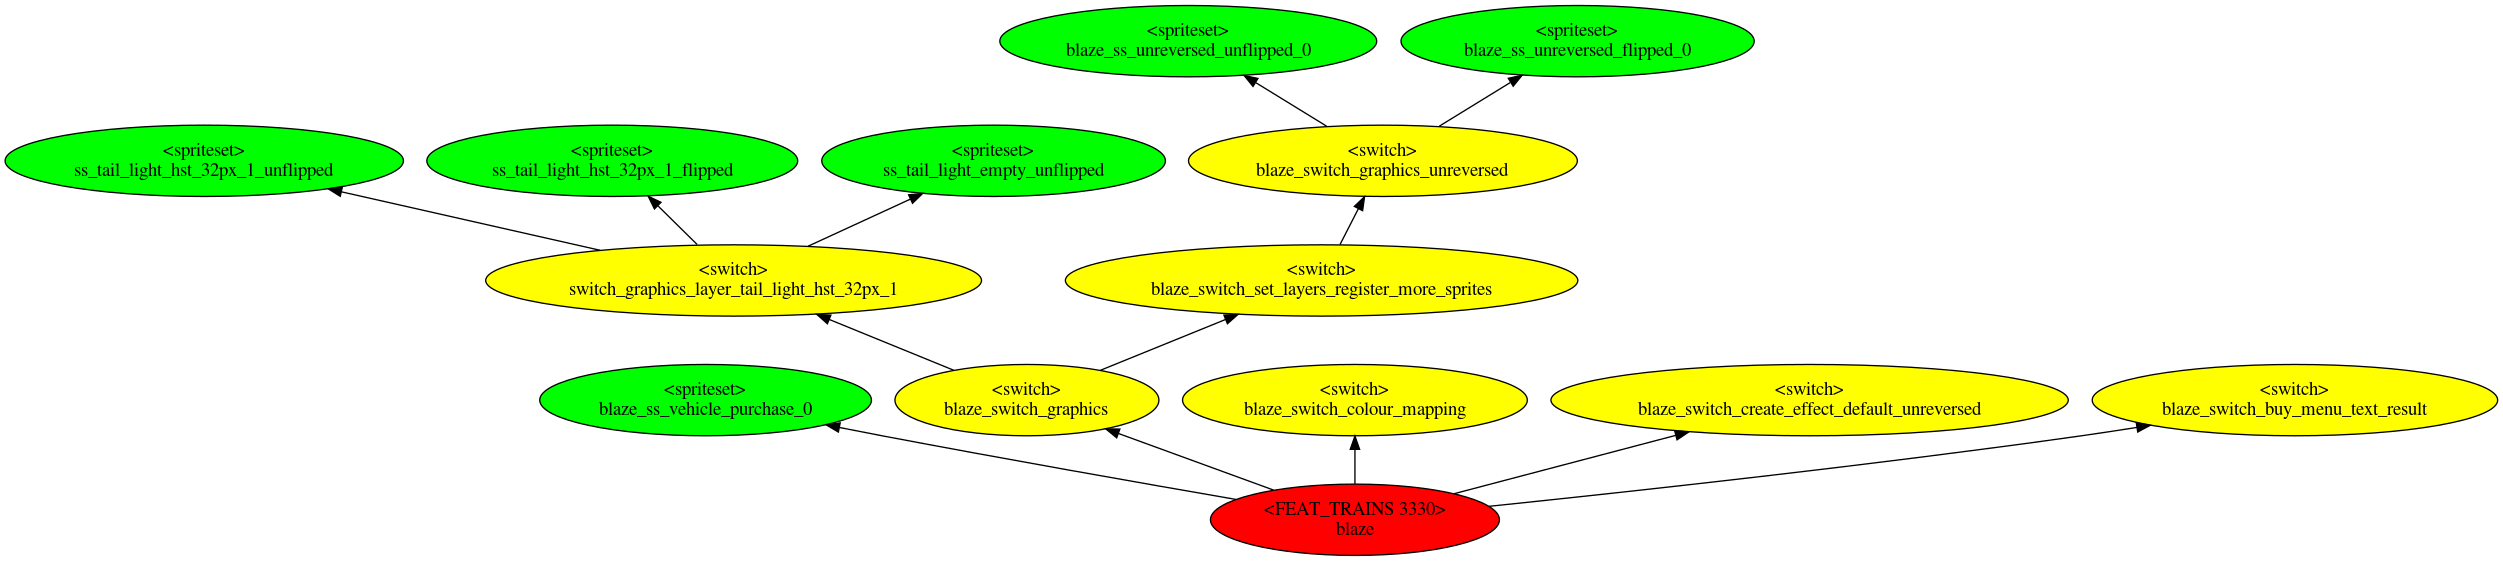 <spriteset>
blaze_ss_unreversed_unflipped_0
<spriteset>
blaze_ss_unreversed_flipped_0
<spriteset>
ss_tail_light_hst_32px_1_unflipped
<spriteset>
ss_tail_light_hst_32px_1_flipped
<spriteset>
ss_tail_light_empty_unflipped
<switch>
blaze_switch_graphics_unreversed
<switch>
switch_graphics_layer_tail_light_hst_32px_1
<switch>
blaze_switch_set_layers_register_more_sprites
<spriteset>
blaze_ss_vehicle_purchase_0
<switch>
blaze_switch_graphics
<switch>
blaze_switch_colour_mapping
<switch>
blaze_switch_create_effect_default_unreversed
<switch>
blaze_switch_buy_menu_text_result
<FEAT_TRAINS 3330>
blaze